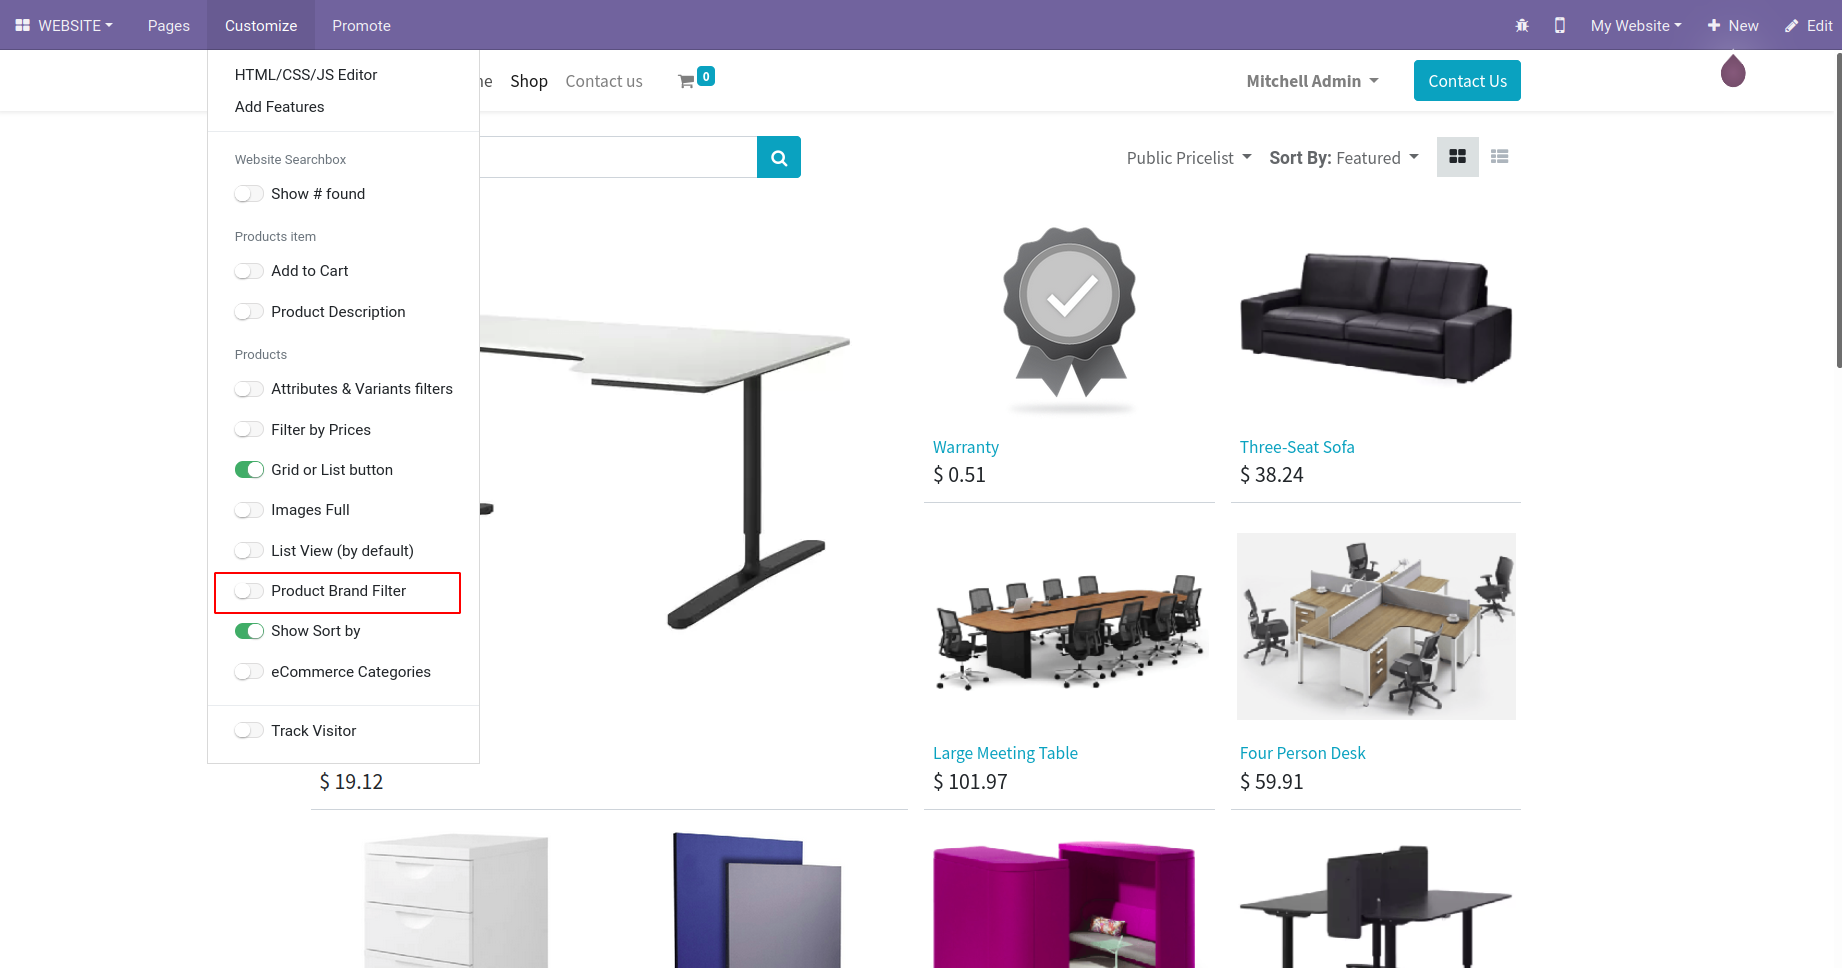 WEBSITE Pages Customize Promote My Website New Edit
HTML/CSS/JS Editor
Add Features
Website Searchbox
Show # found
Products item
Add to Cart
Product Description
Products
Attributes & Variants filters
Filter by Prices
Grid or List button
Images Full
List View (by default)
Product Brand Filter
Show Sort by
eCommerce Categories
Track Visitor
Shop Contact us 0 Mitchell Admin Contact Us
Public Pricelist Sort By: Featured
Warranty
$ 0.51
Three-Seat Sofa
$ 38.24
Large Meeting Table
$ 101.97
Four Person Desk
$ 59.91
$ 19.12